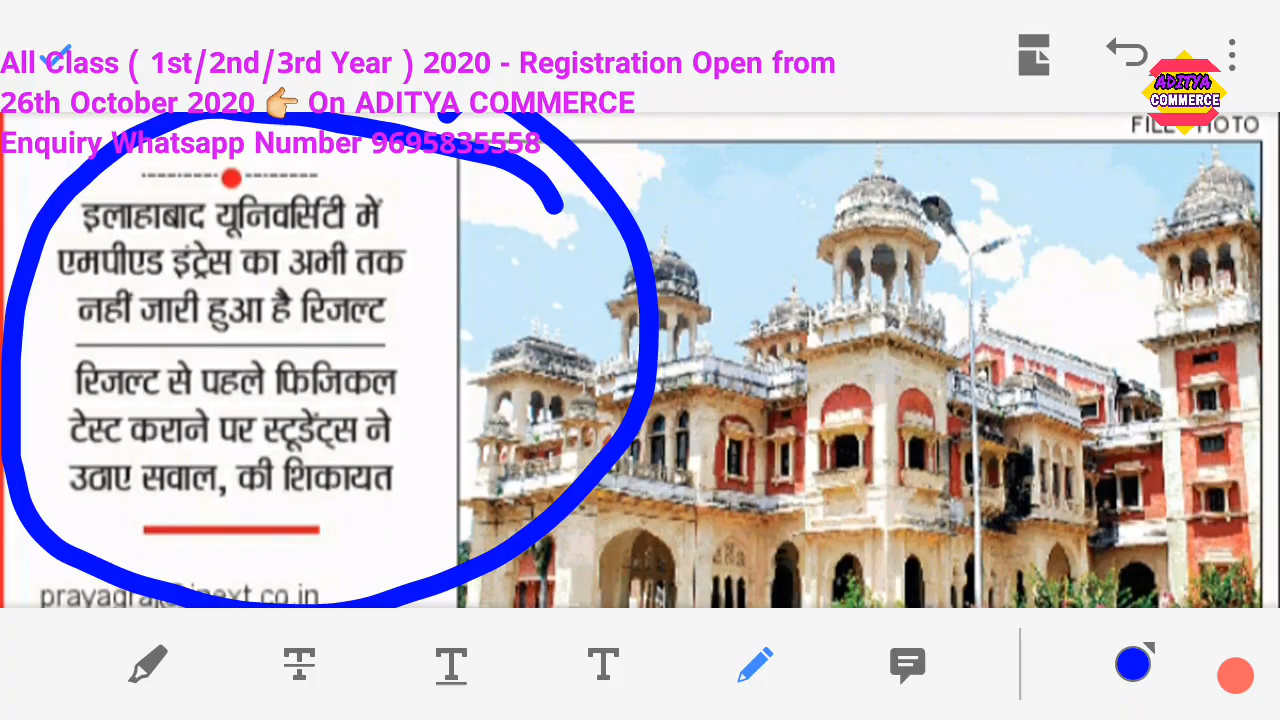 All Class ( 1st/2nd/3rd Year ) 2020 - Registration Open from
26th October 2020 👉 On ADITYA COMMERCE
Enquiry Whatsapp Number 9695835558
ADITYA
COMMERCE
इलाहाबाद यूनिवर्सिटी में
एमपीएड इंट्रेस का अभी तक
नहीं जारी हुआ है रिजल्ट
रिजल्ट से पहले फिजिकल
टेस्ट कराने पर स्टूडेंट्स ने
उठाए सवाल, की शिकायत